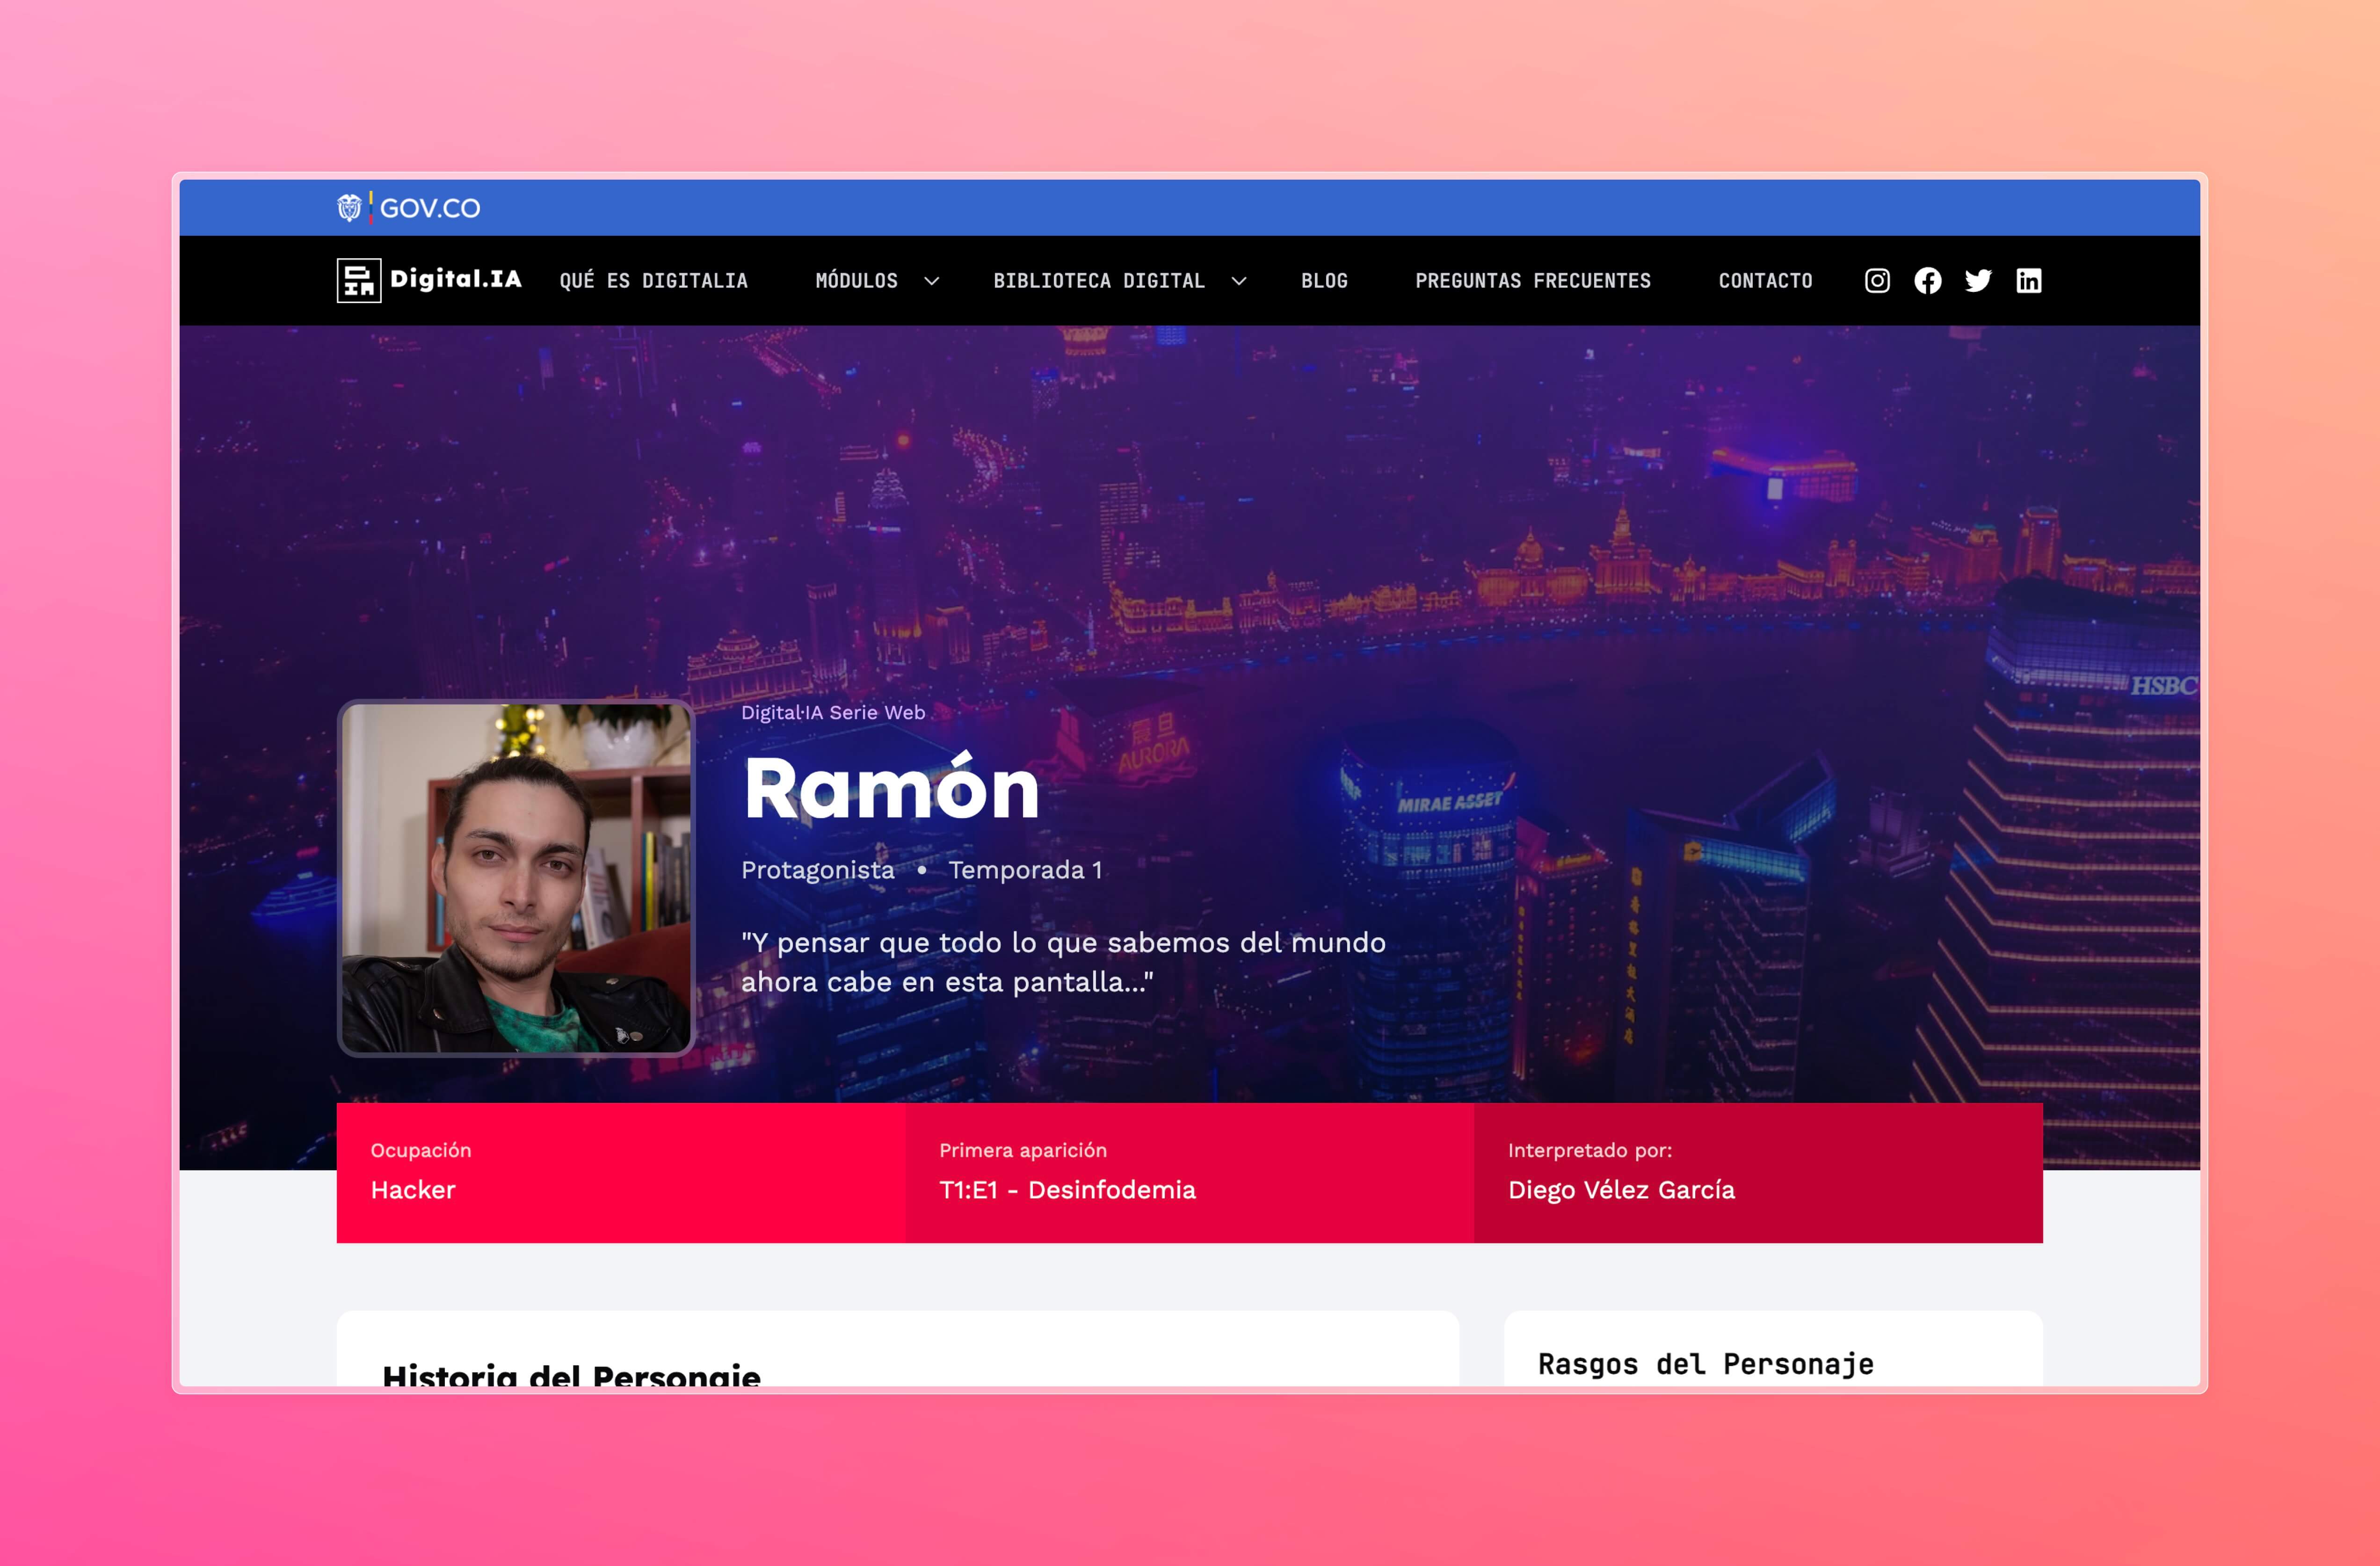 GOV.CO
Digital.IA
QUÉ ES DIGITALIA
MÓDULOS
BIBLIOTECA DIGITAL
BLOG
PREGUNTAS FRECUENTES
CONTACTO
HSBC
震旦
AURORA
MIRAE ASSET
Digital·IA Serie Web
Ramón
Protagonista • Temporada 1
"Y pensar que todo lo que sabemos del mundo
ahora cabe en esta pantalla..."
Ocupación
Hacker
Primera aparición
T1:E1 - Desinfodemia
Interpretado por:
Diego Vélez García
Historia del Personaje
Rasgos del Personaje